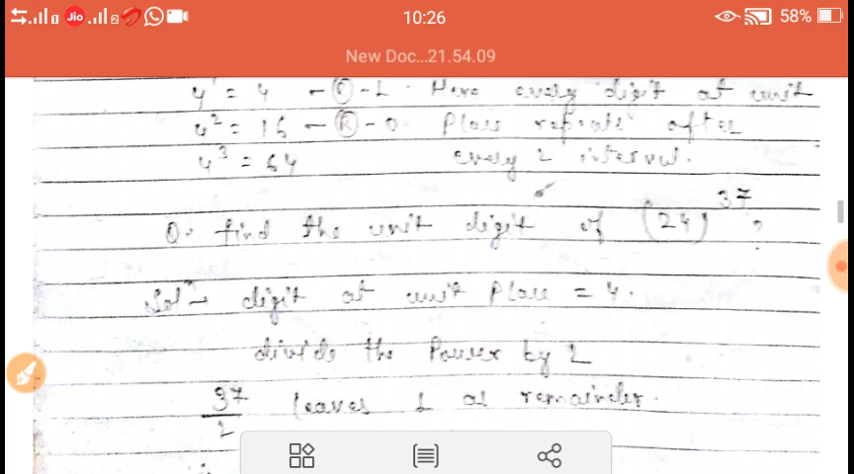 10:26
58%
New Doc...21.54.09
4¹ = 4 - R - 1. Here every digit at unit
4² = 16 - R - 0 place repeats after
4³ = 64 every 2 interval.
Q. find the unit digit of (24)³⁷ ?
Solⁿ → digit at unit place = 4.
divide the Power by 2
37/2 leaves 1 as remainder.